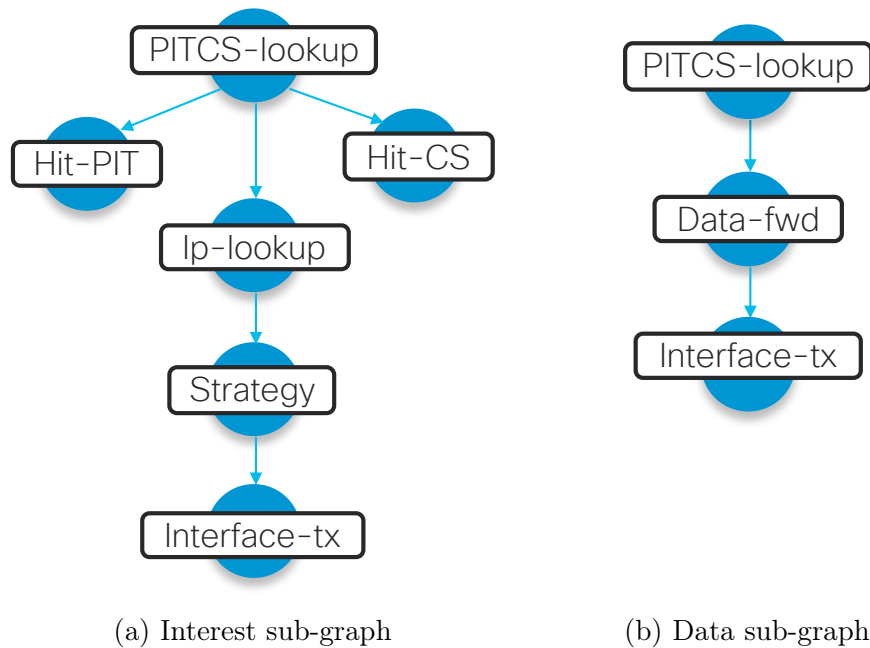 PITCS-lookup
Hit-PIT
Hit-CS
Ip-lookup
Strategy
Interface-tx
(a) Interest sub-graph
PITCS-lookup
Data-fwd
Interface-tx
(b) Data sub-graph